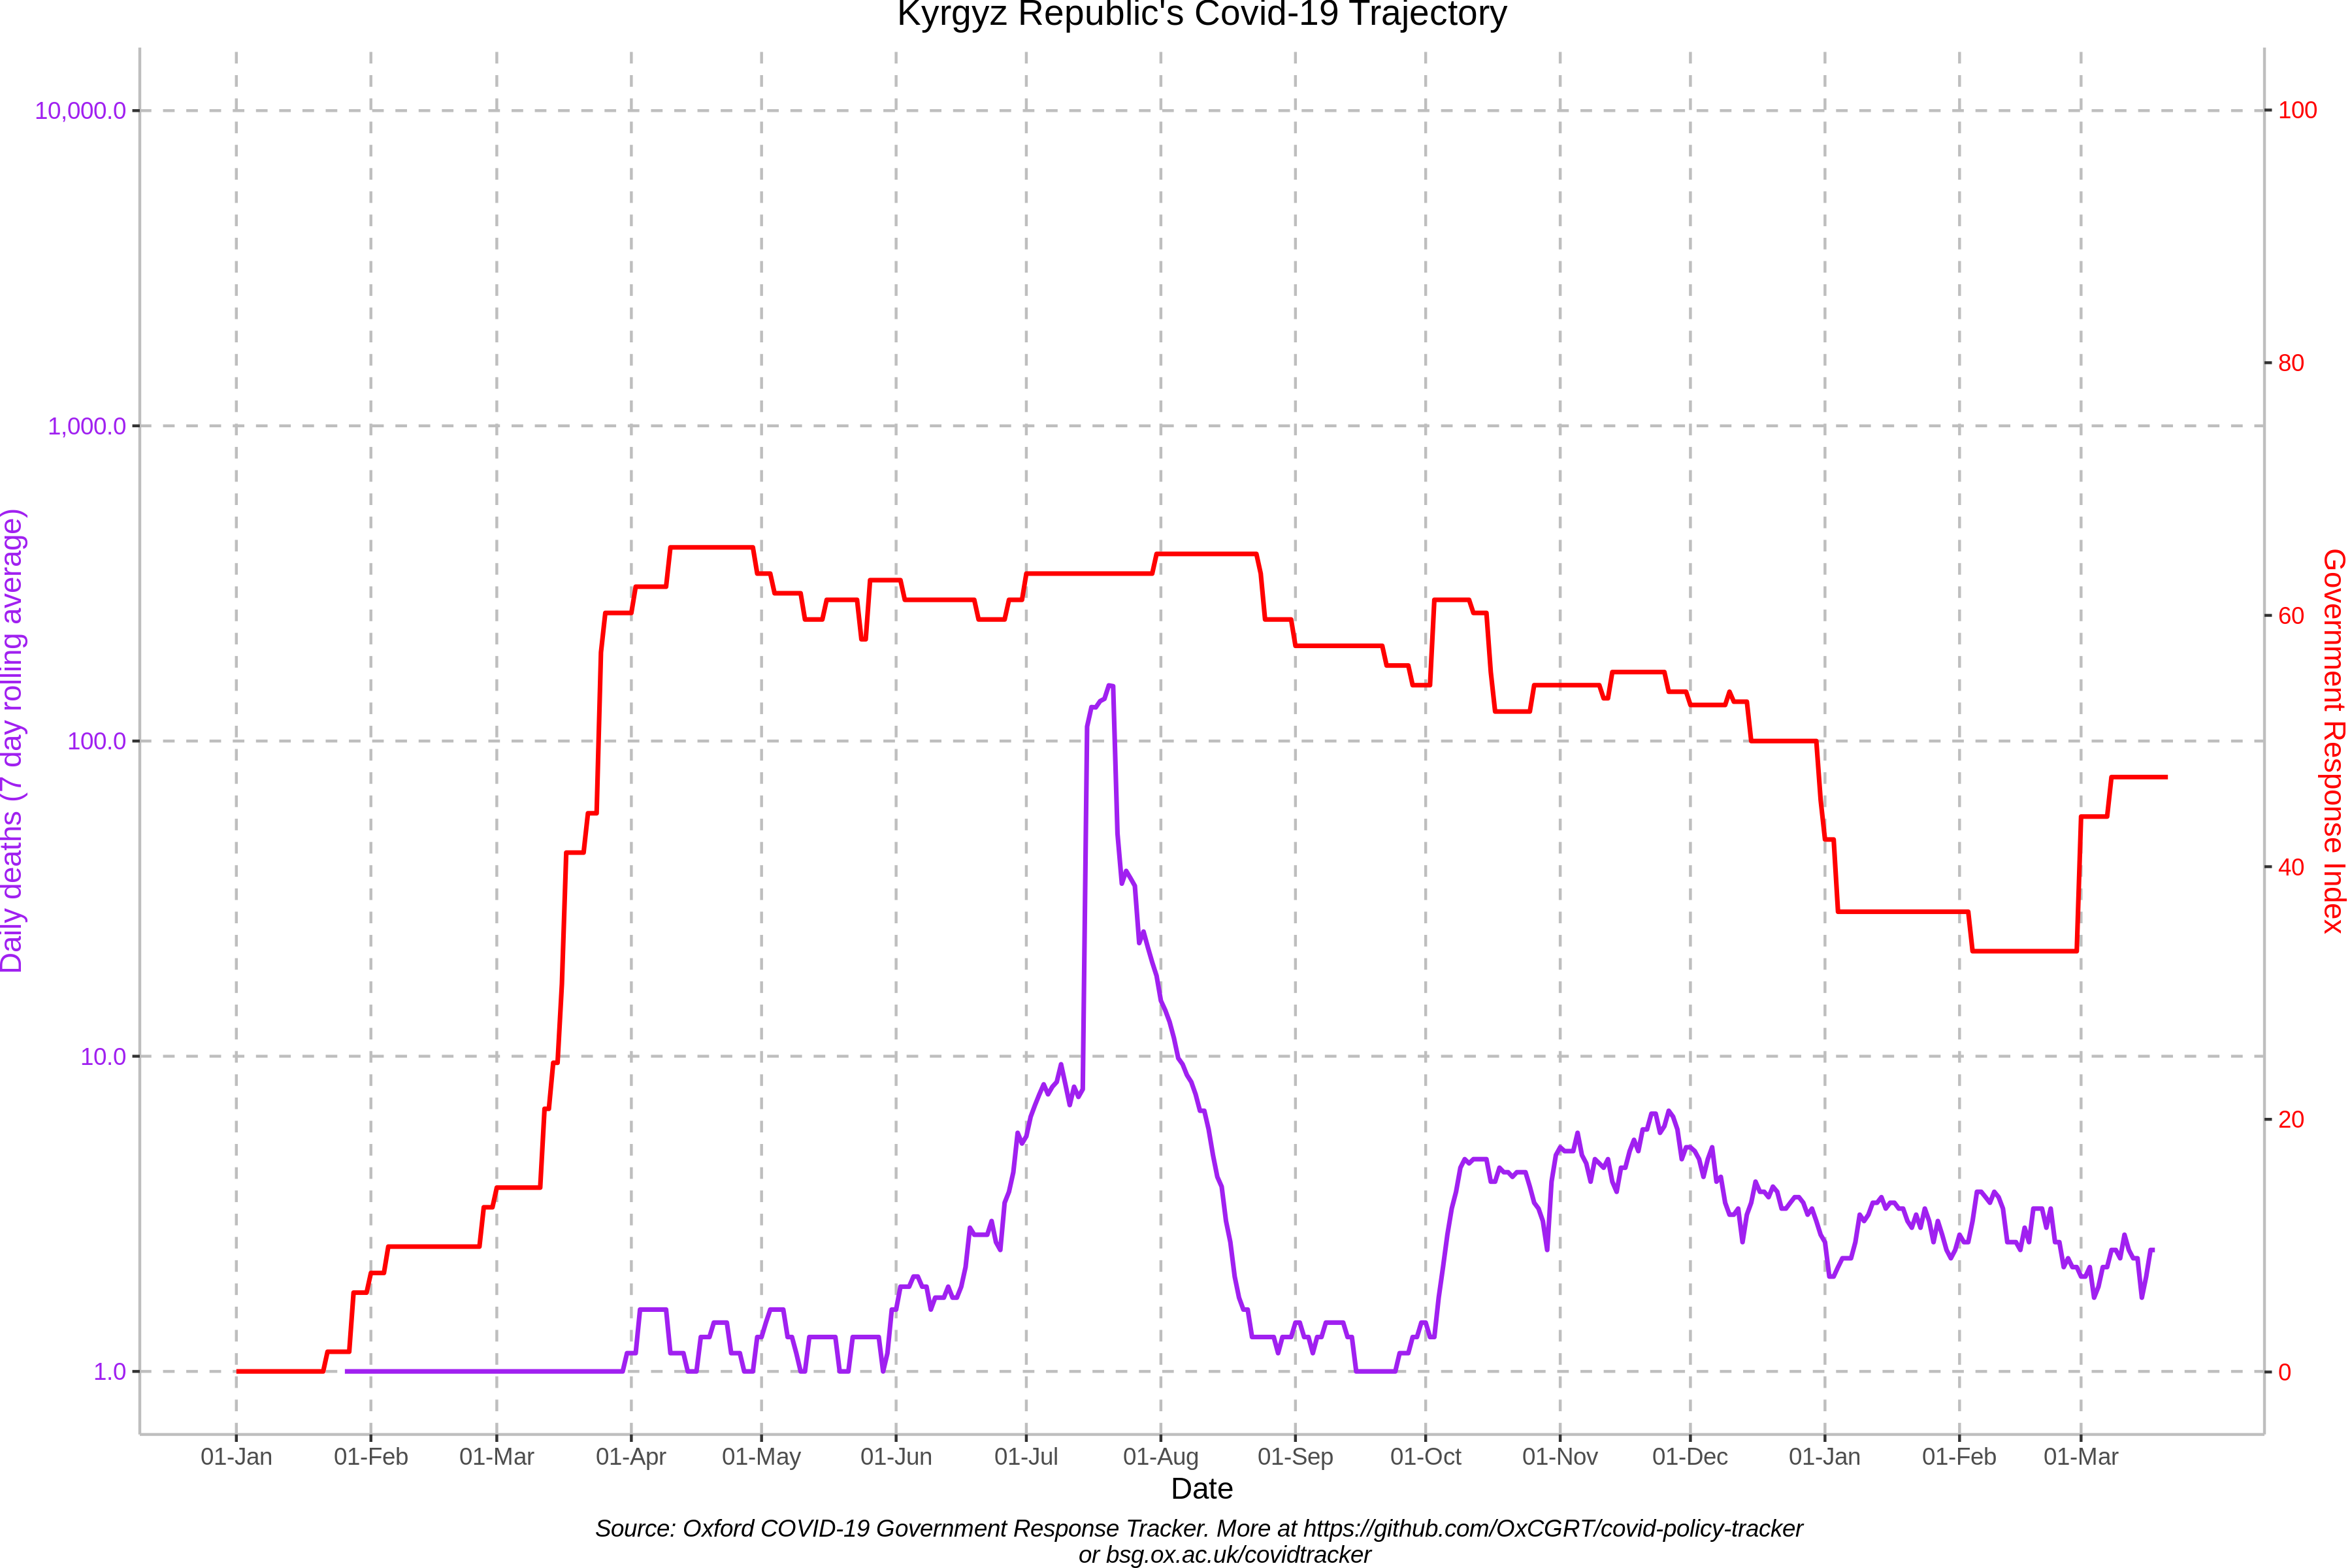 Kyrgyz Republic's Covid-19 Trajectory
10,000.0
1,000.0
100.0
10.0
1.0
Daily deaths (7 day rolling average)
100
80
60
40
20
0
Government Response Index
01-Jan 01-Feb 01-Mar 01-Apr 01-May 01-Jun 01-Jul 01-Aug 01-Sep 01-Oct 01-Nov 01-Dec 01-Jan 01-Feb 01-Mar
Date
Source: Oxford COVID-19 Government Response Tracker. More at https://github.com/OxCGRT/covid-policy-tracker
or bsg.ox.ac.uk/covidtracker